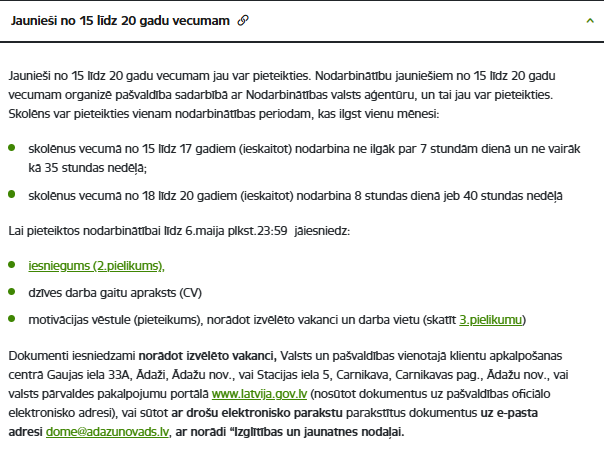 Jaunieši no 15 līdz 20 gadu vecumam
Jaunieši no 15 līdz 20 gadu vecumam jau var pieteikties. Nodarbinātību jauniešiem no 15 līdz 20 gadu
vecumam organizē pašvaldība sadarbībā ar Nodarbinātības valsts aģentūru, un tai jau var pieteikties.
Skolēns var pieteikties vienam nodarbinātības periodam, kas ilgst vienu mēnesi:
skolēnus vecumā no 15 līdz 17 gadiem (ieskaitot) nodarbina ne ilgāk par 7 stundām dienā un ne vairāk
kā 35 stundas nedēļā;
skolēnus vecumā no 18 līdz 20 gadiem (ieskaitot) nodarbina 8 stundas dienā jeb 40 stundas nedēļā
Lai pieteiktos nodarbinātībai līdz 6.maija plkst.23:59 jāiesniedz:
iesniegums (2.pielikums),
dzīves darba gaitu apraksts (CV)
motivācijas vēstule (pieteikums), norādot izvēlēto vakanci un darba vietu (skatīt 3.pielikumu)
Dokumenti iesniedzami norādot izvēlēto vakanci, Valsts un pašvaldības vienotajā klientu apkalpošanas
centrā Gaujas iela 33A, Ādaži, Ādažu nov., vai Stacijas iela 5, Carnikava, Carnikavas pag., Ādažu nov., vai
valsts pārvaldes pakalpojumu portālā www.latvija.gov.lv (nosūtot dokumentus uz pašvaldības oficiālo
elektronisko adresi), vai sūtot ar drošu elektronisko parakstu parakstītus dokumentus uz e-pasta
adresi dome@adazunovads.lv, ar norādi “Izglītības un jaunatnes nodaļai.